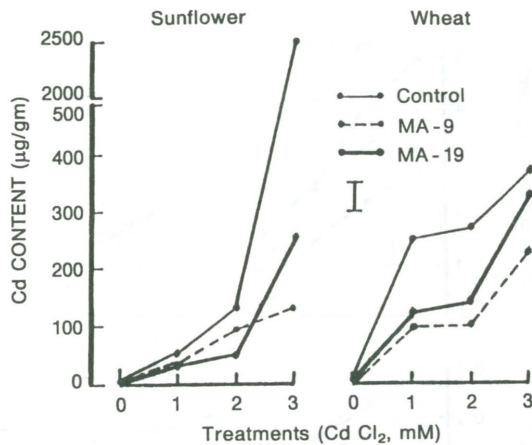 Sunflower
Wheat
2500
2000
500
400
300
200
100
0
Cd CONTENT (μg/gm)
Control
MA-9
MA-19
0 1 2 3
0 1 2 3
Treatments (Cd Cl₂, mM)